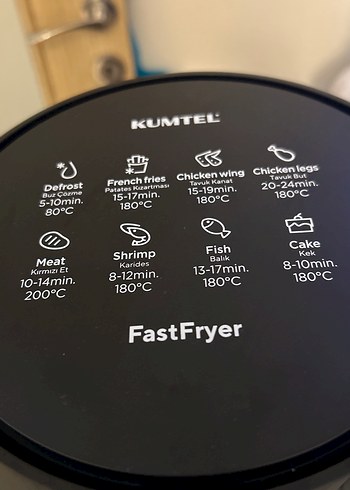 KUMTEL
Defrost
Buz Çözme
5-10min.
80°C
French fries
Patates Kızartması
15-17min.
180°C
Chicken wing
Tavuk Kanat
15-19min.
180°C
Chicken legs
Tavuk But
20-24min.
180°C
Meat
Kırmızı Et
10-14min.
200°C
Shrimp
Karides
8-12min.
180°C
Fish
Balık
13-17min.
180°C
Cake
Kek
8-10min.
180°C
FastFryer